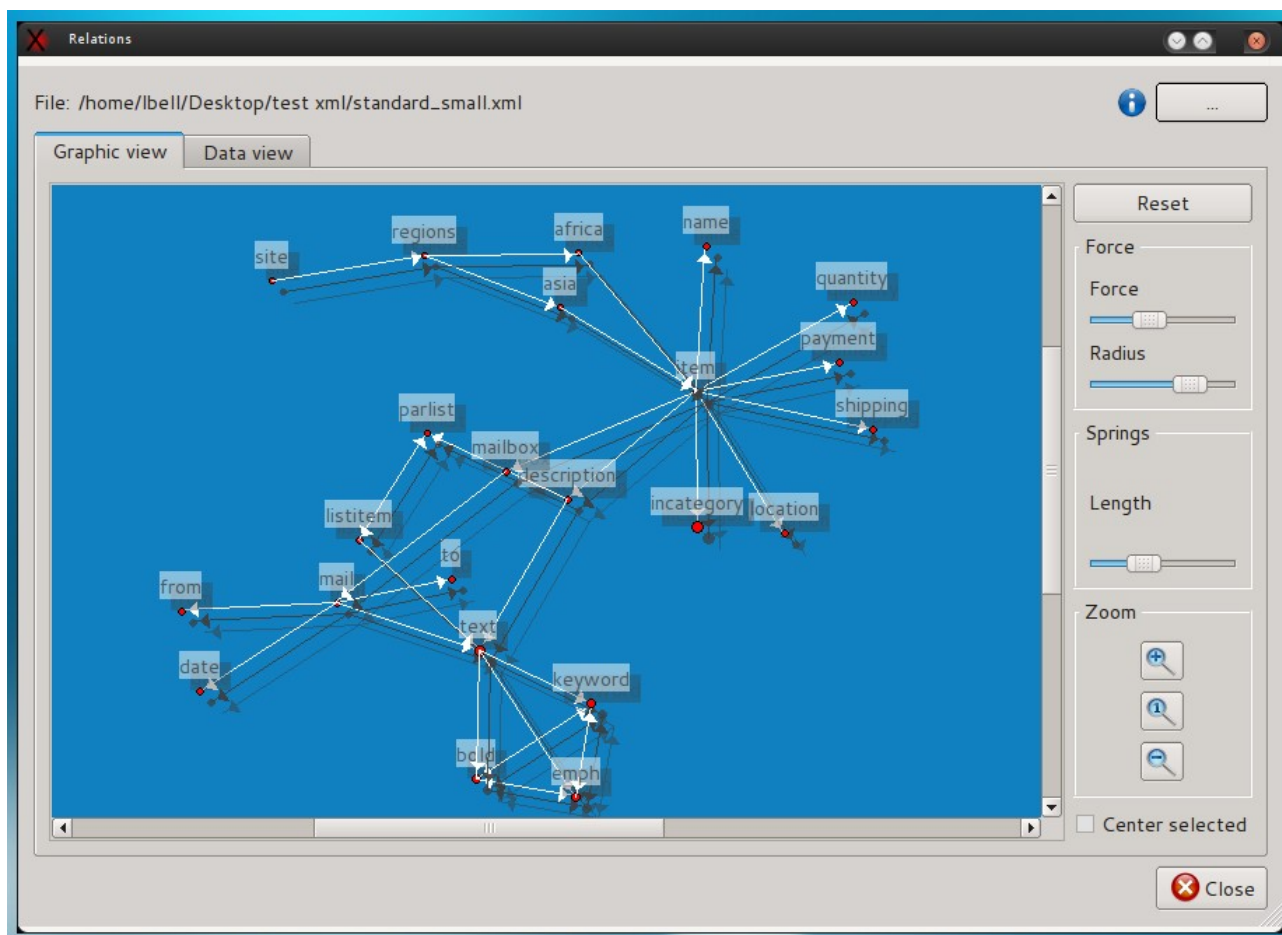 Relations
File: /home/lbell/Desktop/test xml/standard_small.xml
...
Graphic view
Data view
site
regions
africa
asia
name
quantity
payment
item
shipping
parlist
mailbox
description
incategory
location
listitem
to
mail
from
text
date
keyword
bold
emph
Reset
Force
Force
Radius
Springs
Length
Zoom
1
Center selected
Close